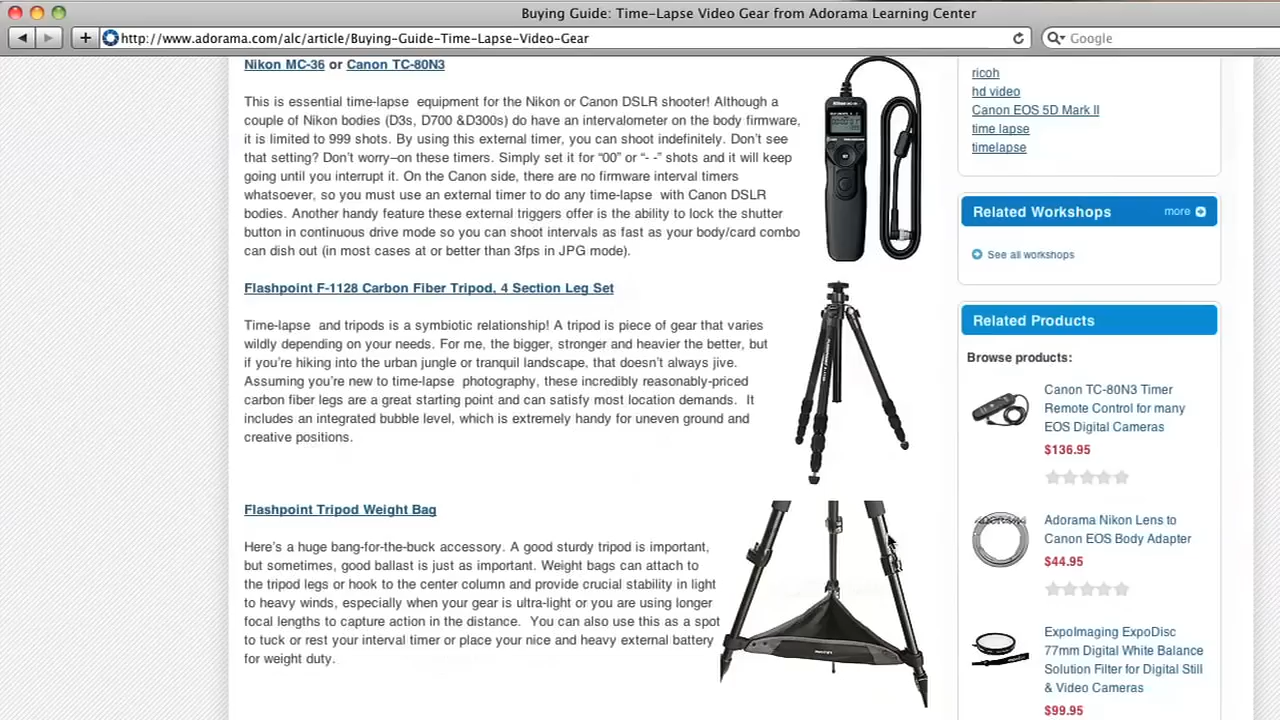 Buying Guide: Time-Lapse Video Gear from Adorama Learning Center
http://www.adorama.com/alc/article/Buying-Guide-Time-Lapse-Video-Gear
Google
Nikon MC-36 or Canon TC-80N3
This is essential time-lapse equipment for the Nikon or Canon DSLR shooter! Although a
couple of Nikon bodies (D3s, D700 &D300s) do have an intervalometer on the body firmware,
it is limited to 999 shots. By using this external timer, you can shoot indefinitely. Don't see
that setting? Don't worry–on these timers. Simply set it for “00” or “- -” shots and it will keep
going until you interrupt it. On the Canon side, there are no firmware interval timers
whatsoever, so you must use an external timer to do any time-lapse with Canon DSLR
bodies. Another handy feature these external triggers offer is the ability to lock the shutter
button in continuous drive mode so you can shoot intervals as fast as your body/card combo
can dish out (in most cases at or better than 3fps in JPG mode).
Flashpoint F-1128 Carbon Fiber Tripod, 4 Section Leg Set
Time-lapse and tripods is a symbiotic relationship! A tripod is piece of gear that varies
wildly depending on your needs. For me, the bigger, stronger and heavier the better, but
if you're hiking into the urban jungle or tranquil landscape, that doesn't always jive.
Assuming you're new to time-lapse photography, these incredibly reasonably-priced
carbon fiber legs are a great starting point and can satisfy most location demands. It
includes an integrated bubble level, which is extremely handy for uneven ground and
creative positions.
Flashpoint Tripod Weight Bag
Here's a huge bang-for-the-buck accessory. A good sturdy tripod is important,
but sometimes, good ballast is just as important. Weight bags can attach to
the tripod legs or hook to the center column and provide crucial stability in light
to heavy winds, especially when your gear is ultra-light or you are using longer
focal lengths to capture action in the distance. You can also use this as a spot
to tuck or rest your interval timer or place your nice and heavy external battery
for weight duty.
ricoh
hd video
Canon EOS 5D Mark II
time lapse
timelapse
Related Workshops more
See all workshops
Related Products
Browse products:
Canon TC-80N3 Timer
Remote Control for many
EOS Digital Cameras
$136.95
ADORAMA
Adorama Nikon Lens to
Canon EOS Body Adapter
$44.95
ExpoImaging ExpoDisc
77mm Digital White Balance
Solution Filter for Digital Still
& Video Cameras
$99.95